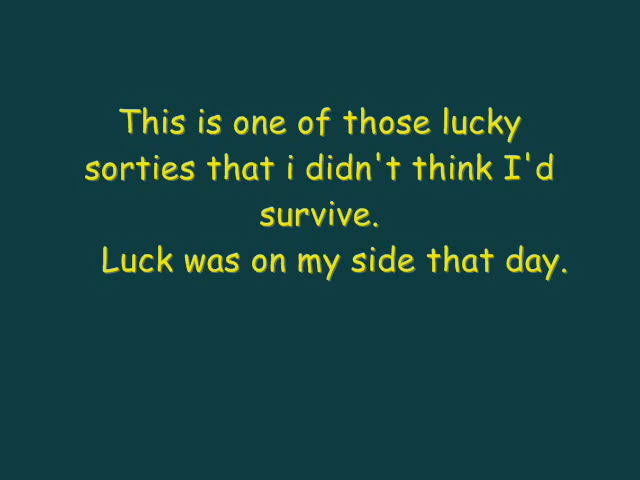 This is one of those lucky
sorties that i didn't think I'd
survive.
Luck was on my side that day.